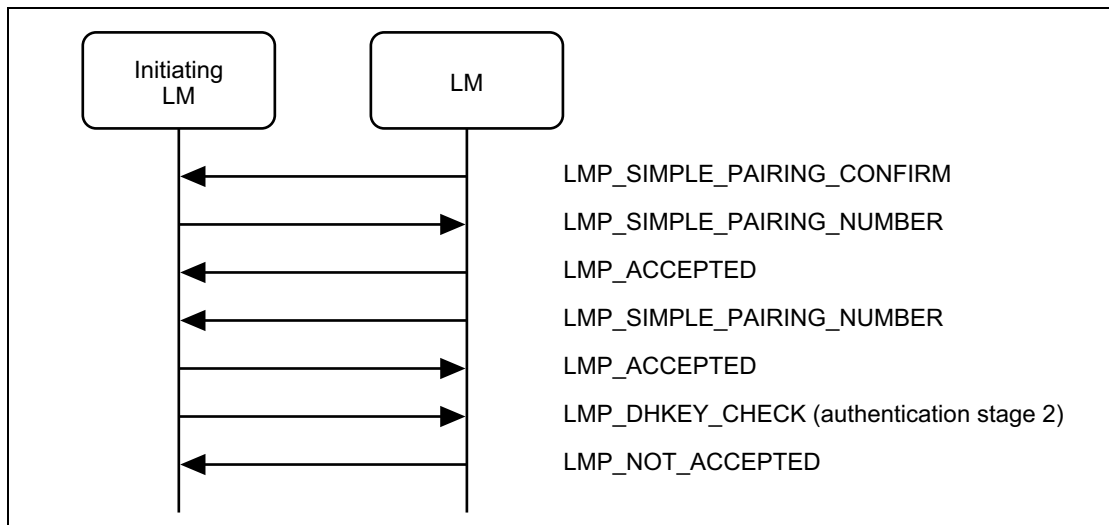 Initiating
LM
LM
LMP_SIMPLE_PAIRING_CONFIRM
LMP_SIMPLE_PAIRING_NUMBER
LMP_ACCEPTED
LMP_SIMPLE_PAIRING_NUMBER
LMP_ACCEPTED
LMP_DHKEY_CHECK (authentication stage 2)
LMP_NOT_ACCEPTED